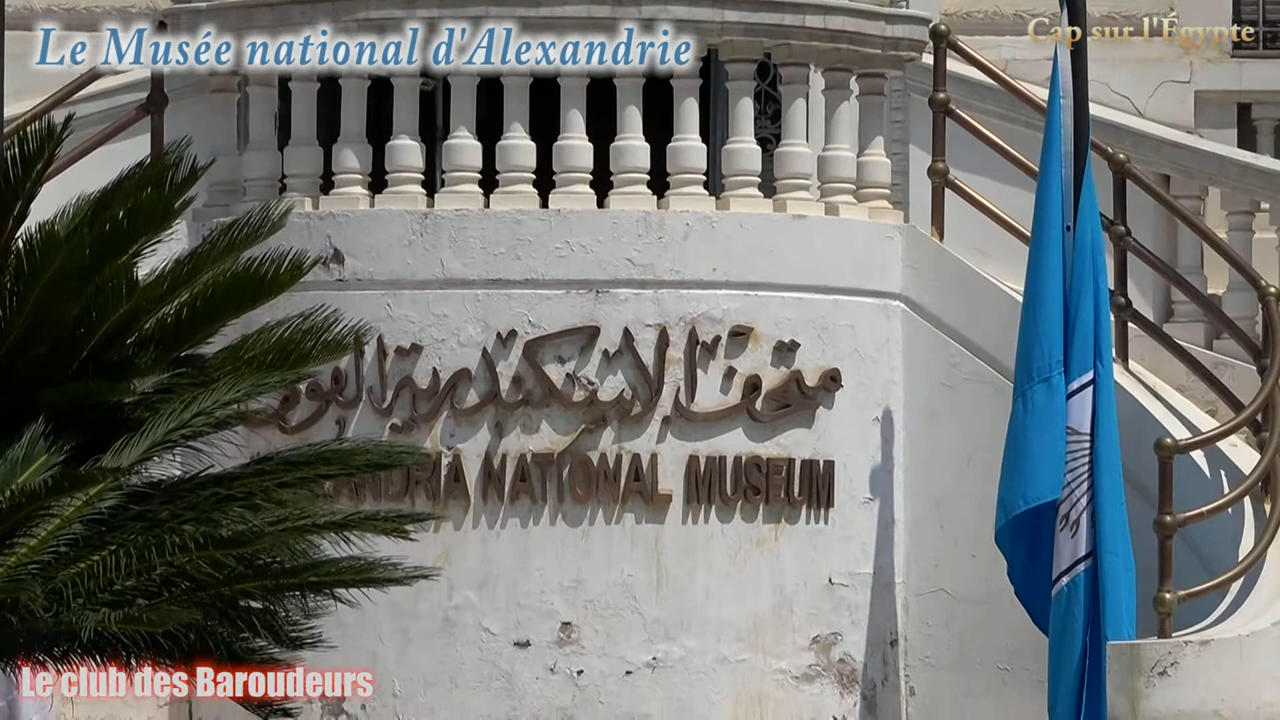 Le Musée national d'Alexandrie
Cap sur l'Égypte
متحف الاسكندرية
NATIONAL MUSEUM
Le club des Baroudeurs